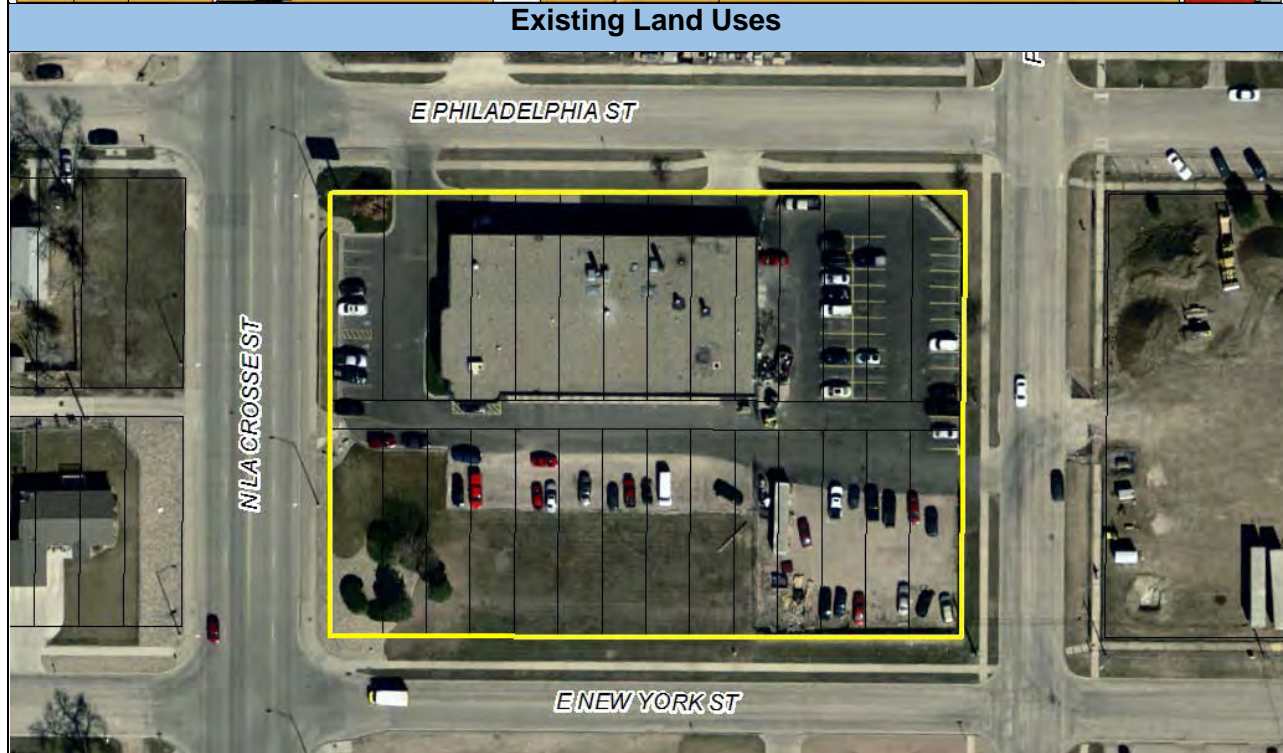 Existing Land Uses
E PHILADELPHIA ST
N LA CROSSE ST
E NEW YORK ST